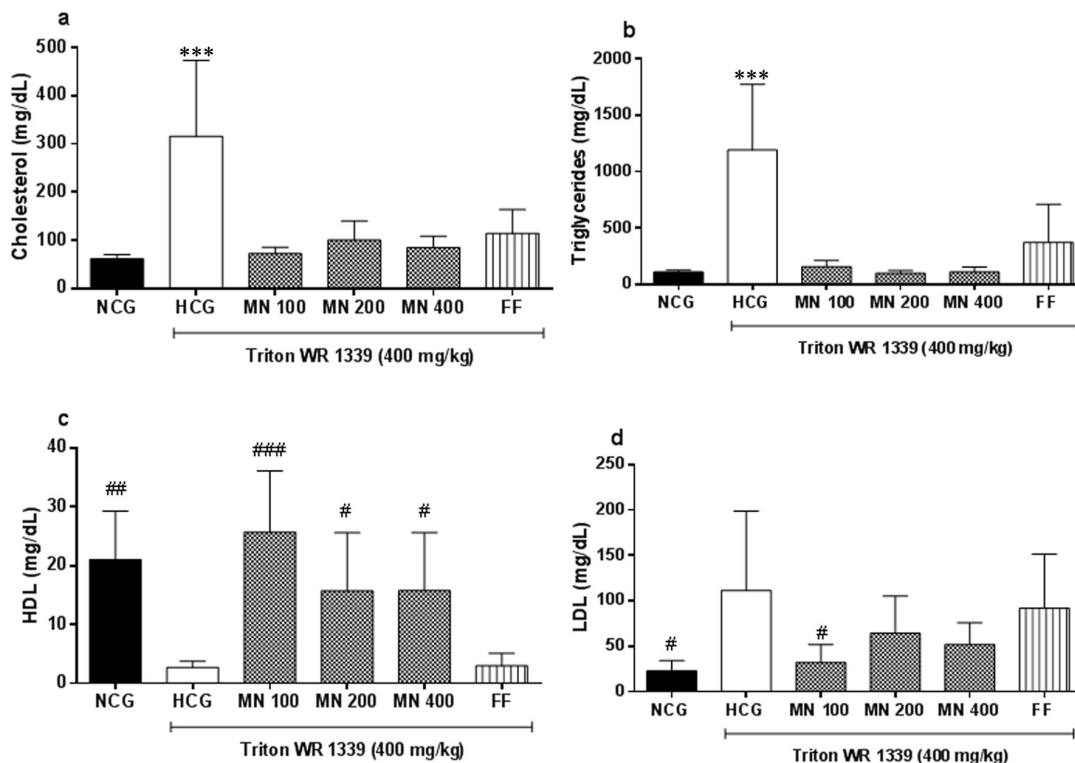 a
Cholesterol (mg/dL)
500
400
300
200
100
0
***
NCG HCG MN 100 MN 200 MN 400 FF
Triton WR 1339 (400 mg/kg)
b
Triglycerides (mg/dL)
2000
1500
1000
500
0
***
NCG HCG MN 100 MN 200 MN 400 FF
Triton WR 1339 (400 mg/kg)
c
HDL (mg/dL)
40
30
20
10
0
## ### # #
NCG HCG MN 100 MN 200 MN 400 FF
Triton WR 1339 (400 mg/kg)
d
LDL (mg/dL)
250
200
150
100
50
0
# #
NCG HCG MN 100 MN 200 MN 400 FF
Triton WR 1339 (400 mg/kg)